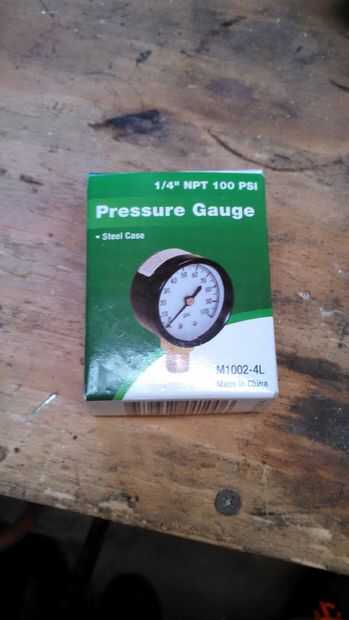 1/4" NPT 100 PSI
Pressure Gauge
• Steel Case
M1002-4L
Made in China